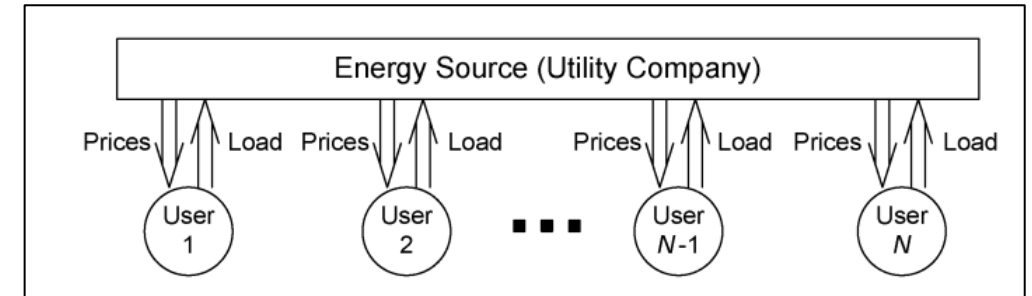 Energy Source (Utility Company)
Prices Load Prices Load Prices Load Prices Load
User User User User
1 2 N-1 N